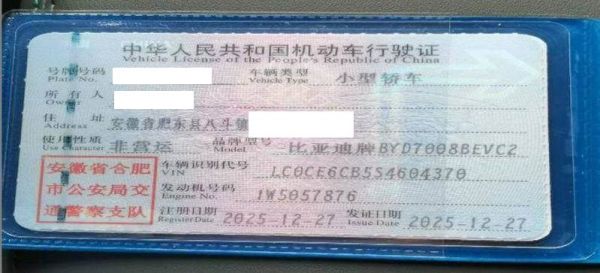 中华人民共和国机动车行驶证
Vehicle License of the People's Republic of China
号牌号码 车辆类型 小型轿车
Plate No. Vehicle Type
所有人
Owner
住址 安徽省肥东县八斗镇
Address
使用性质 非营运 品牌型号 比亚迪牌BYD7008BEVC2
Use Character
安徽省合肥市公安局交通警察支队
车辆识别代号 LC0CE6CB5S4604370
VIN
发动机号码 1W5057876
Engine No.
注册日期 2025-12-27 发证日期 2025-12-27
Register Date Issue Date